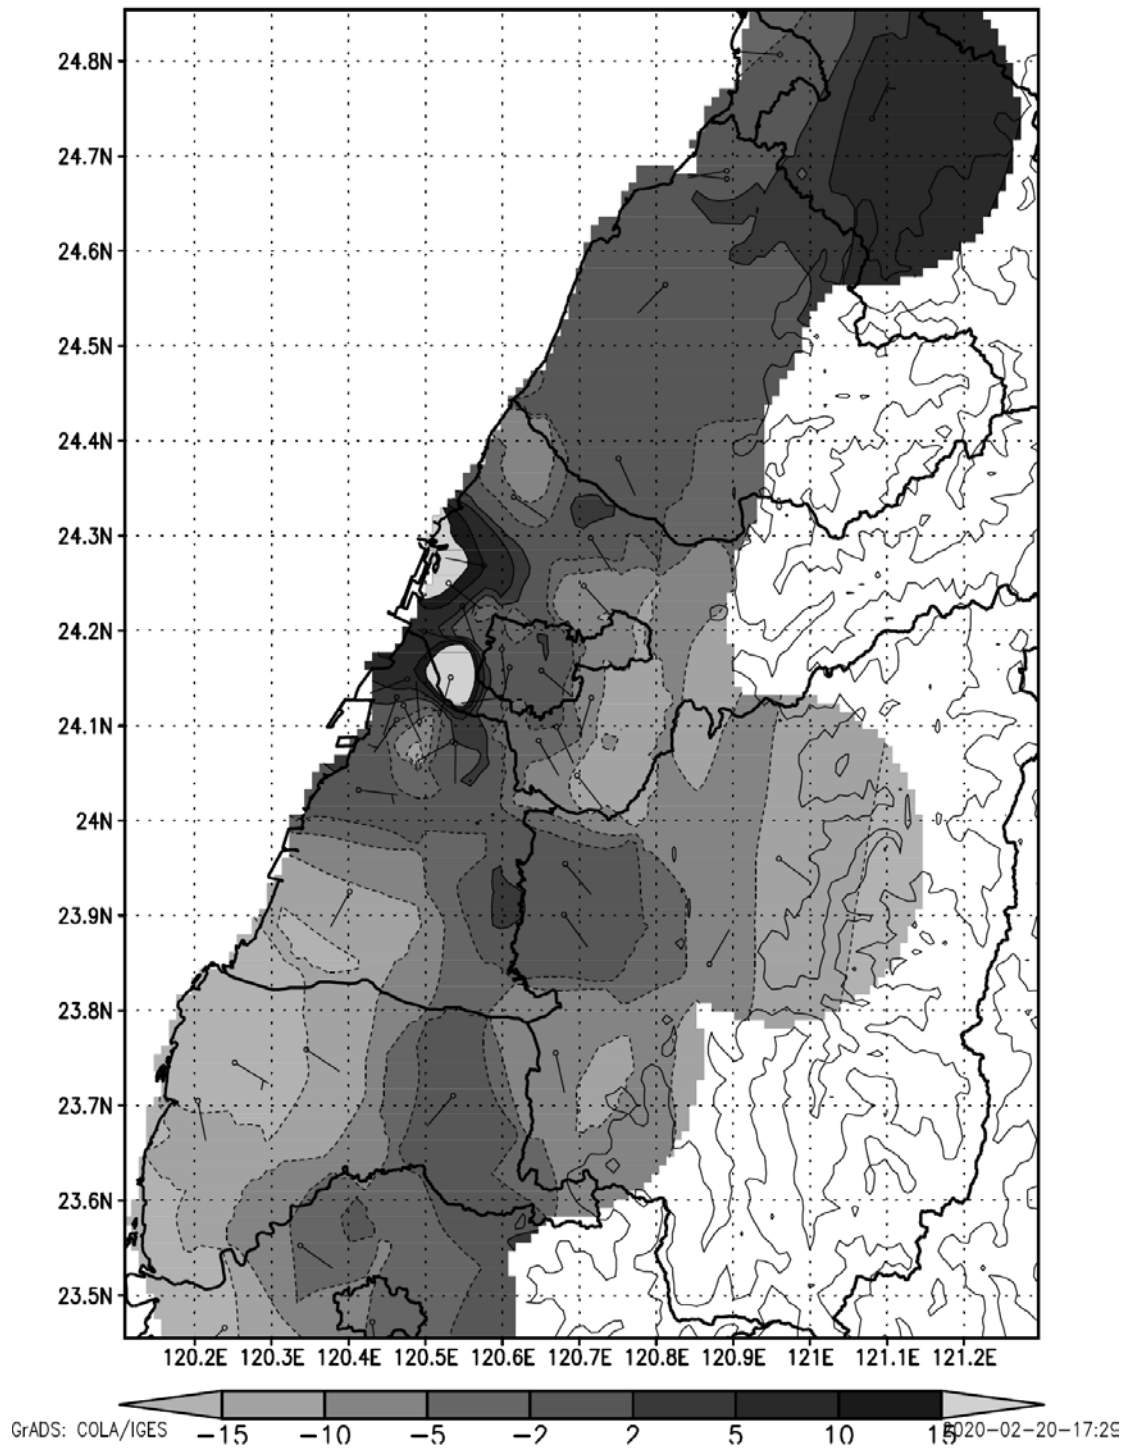 24.8N
24.7N
24.6N
24.5N
24.4N
24.3N
24.2N
24.1N
24N
23.9N
23.8N
23.7N
23.6N
23.5N
120.2E 120.3E 120.4E 120.5E 120.6E 120.7E 120.8E 120.9E 121E 121.1E 121.2E
GrADS: COLA/IGES −15 −10 −5 −2 2 5 10 15 2020-02-20-17:29